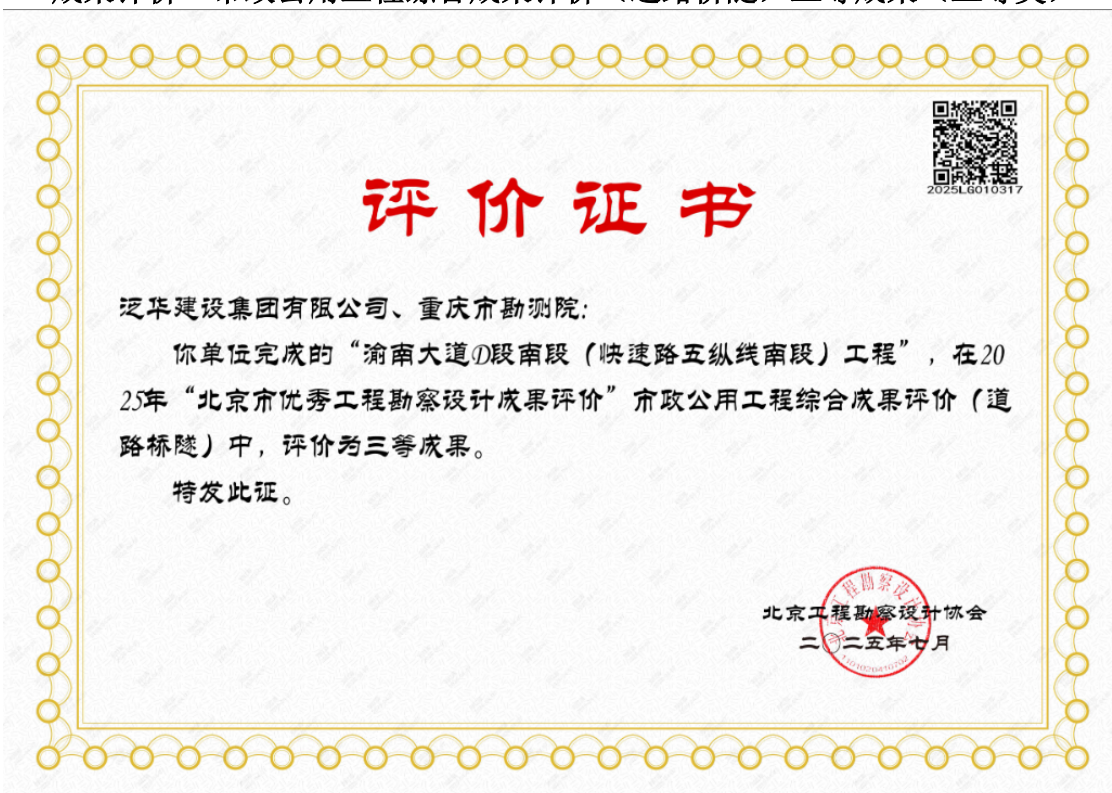 2025L6010317
评价证书
泛华建设集团有限公司、重庆市勘测院：
你单位完成的“渝南大道D段南段（快速路五纵线南段）工程”，在20
25年“北京市优秀工程勘察设计成果评价”市政公用工程综合成果评价（道
路桥隧）中，评价为三等成果。
特发此证。
北京工程勘察设计协会
二〇二五年七月